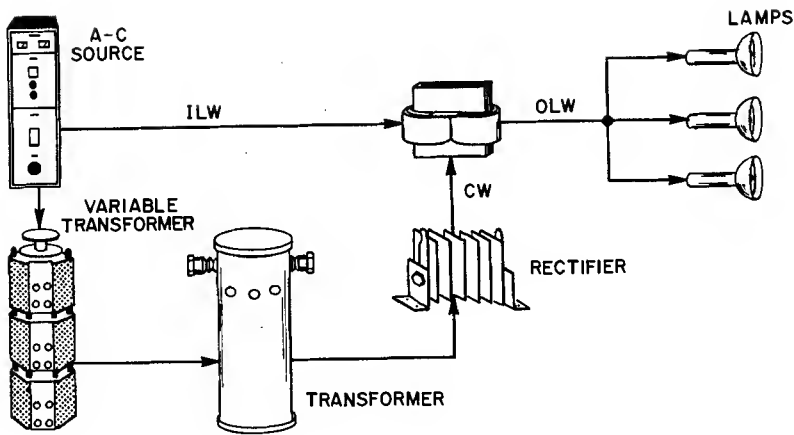 A-C
SOURCE
LAMPS
ILW
OLW
CW
VARIABLE
TRANSFORMER
RECTIFIER
TRANSFORMER